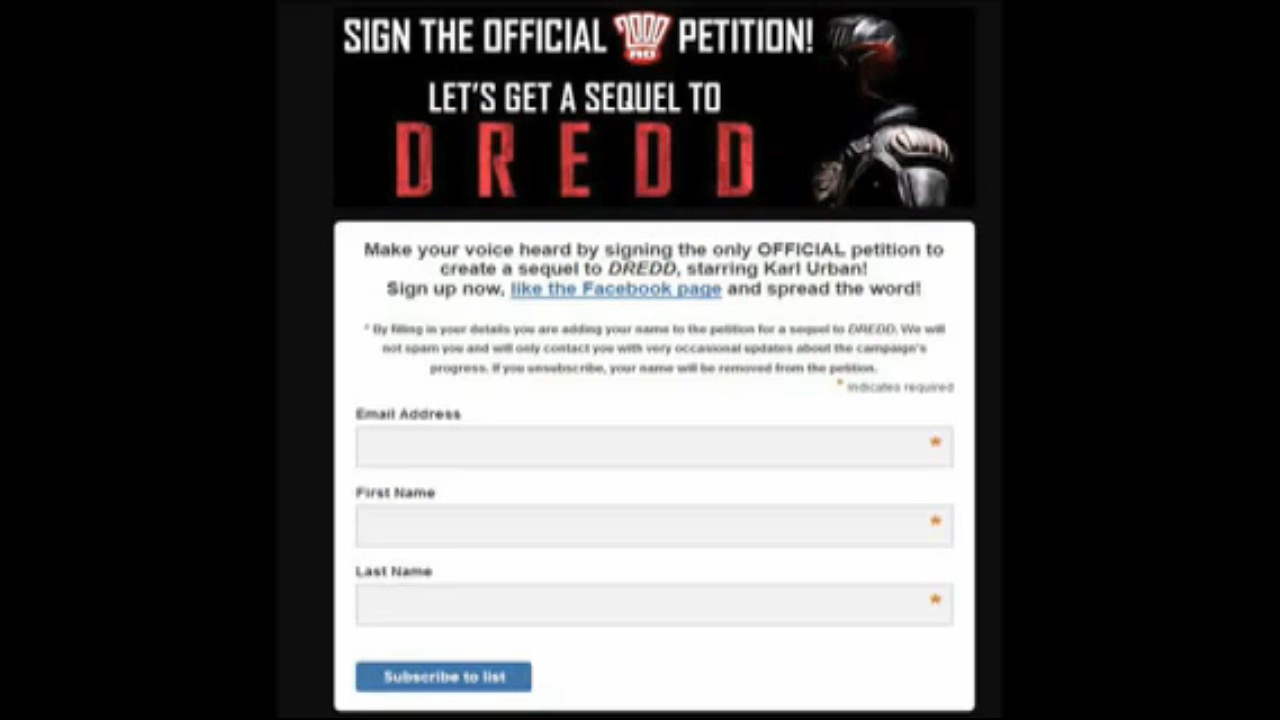 SIGN THE OFFICIAL 2000 AD PETITION!
LET'S GET A SEQUEL TO
DREDD
Make your voice heard by signing the only OFFICIAL petition to
create a sequel to DREDD, starring Karl Urban!
Sign up now, like the Facebook page and spread the word!
* By filling in your details you are adding your name to the petition for a sequel to DREDD. We will
not spam you and will only contact you with very occasional updates about the campaign's
progress. If you unsubscribe, your name will be removed from the petition.
* indicates required
Email Address
*
First Name
*
Last Name
*
Subscribe to list